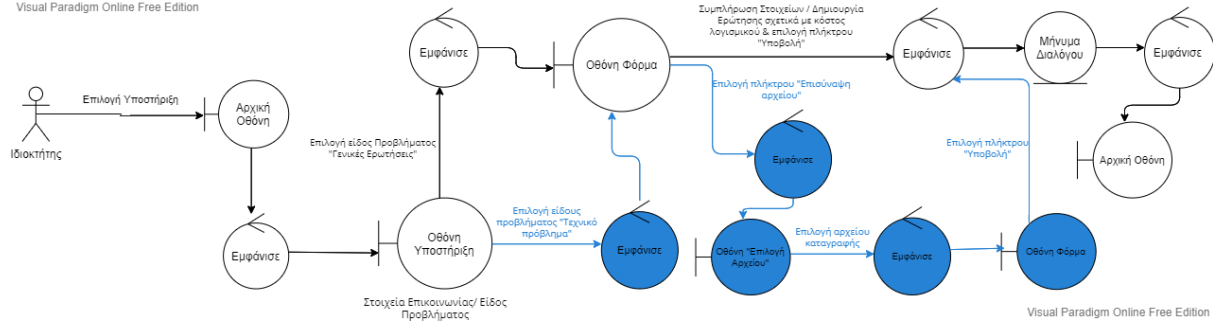 Visual Paradigm Online Free Edition
Επιλογή Υποστήριξη
Ιδιοκτήτης
Αρχική
Οθόνη
Εμφάνισε
Επιλογή είδος Προβλήματος
"Γενικές Ερωτήσεις"
Οθόνη
Υποστήριξη
Στοιχεία Επικοινωνίας/ Είδος
Προβλήματος
Εμφάνισε
Οθόνη Φόρμα
Επιλογή είδους
προβλήματος "Τεχνικό
πρόβλημα"
Εμφάνισε
Συμπλήρωση Στοιχείων / Δημιουργία
Ερώτησης σχετικά με κόστος
λογισμικού & επιλογή πλήκτρου
"Υποβολή"
Επιλογή πλήκτρου "Επισύναψη
αρχείου"
Εμφάνισε
Οθόνη "Επιλογή
Αρχείου"
Επιλογή αρχείου
καταγραφής
Εμφάνισε
Οθόνη Φόρμα
Επιλογή πλήκτρου
"Υποβολή"
Εμφάνισε
Μήνυμα
Διαλόγου
Εμφάνισε
Αρχική Οθόνη
Visual Paradigm Online Free Edition